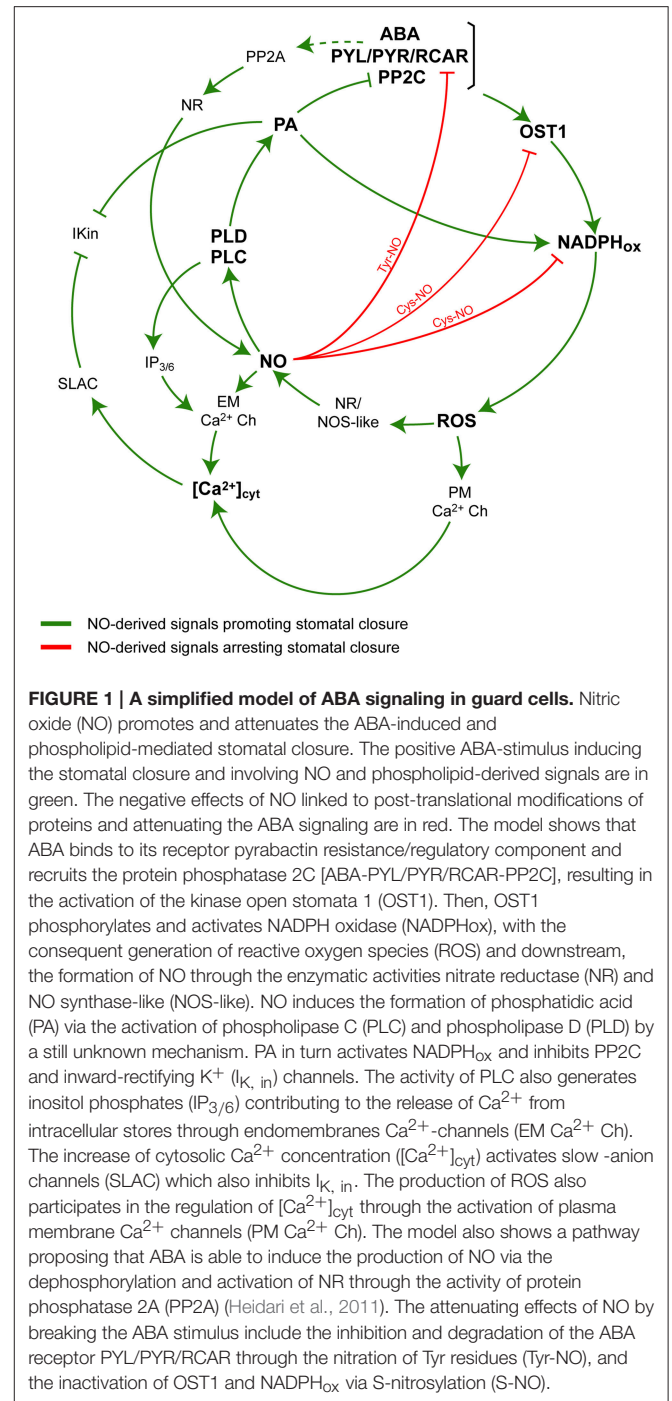 ABA
PYL/PYR/RCAR
PP2C
PP2A
NR
PA
OST1
IKin
PLD
PLC
NADPHox
Tyr-NO
Cys-NO
Cys-NO
IP3/6
NO
SLAC
EM
Ca2+ Ch
NR/
NOS-like
ROS
[Ca2+]cyt
PM
Ca2+ Ch
NO-derived signals promoting stomatal closure
NO-derived signals arresting stomatal closure
FIGURE 1 | A simplified model of ABA signaling in guard cells. Nitric
oxide (NO) promotes and attenuates the ABA-induced and
phospholipid-mediated stomatal closure. The positive ABA-stimulus inducing
the stomatal closure and involving NO and phospholipid-derived signals are in
green. The negative effects of NO linked to post-translational modifications of
proteins and attenuating the ABA signaling are in red. The model shows that
ABA binds to its receptor pyrabactin resistance/regulatory component and
recruits the protein phosphatase 2C [ABA-PYL/PYR/RCAR-PP2C], resulting in
the activation of the kinase open stomata 1 (OST1). Then, OST1
phosphorylates and activates NADPH oxidase (NADPHox), with the
consequent generation of reactive oxygen species (ROS) and downstream,
the formation of NO through the enzymatic activities nitrate reductase (NR) and
NO synthase-like (NOS-like). NO induces the formation of phosphatidic acid
(PA) via the activation of phospholipase C (PLC) and phospholipase D (PLD) by
a still unknown mechanism. PA in turn activates NADPHox and inhibits PP2C
and inward-rectifying K+ (IK, in) channels. The activity of PLC also generates
inositol phosphates (IP3/6) contributing to the release of Ca2+ from
intracellular stores through endomembranes Ca2+-channels (EM Ca2+ Ch).
The increase of cytosolic Ca2+ concentration ([Ca2+]cyt) activates slow -anion
channels (SLAC) which also inhibits IK, in. The production of ROS also
participates in the regulation of [Ca2+]cyt through the activation of plasma
membrane Ca2+ channels (PM Ca2+ Ch). The model also shows a pathway
proposing that ABA is able to induce the production of NO via the
dephosphorylation and activation of NR through the activity of protein
phosphatase 2A (PP2A) (Heidari et al., 2011). The attenuating effects of NO by
breaking the ABA stimulus include the inhibition and degradation of the ABA
receptor PYL/PYR/RCAR through the nitration of Tyr residues (Tyr-NO), and
the inactivation of OST1 and NADPHox via S-nitrosylation (S-NO).